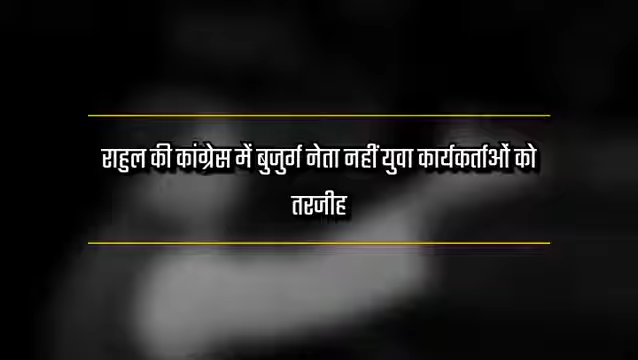 राहुल की कांग्रेस में बुजुर्ग नेता नहीं युवा कार्यकर्ताओं को
तरजीह